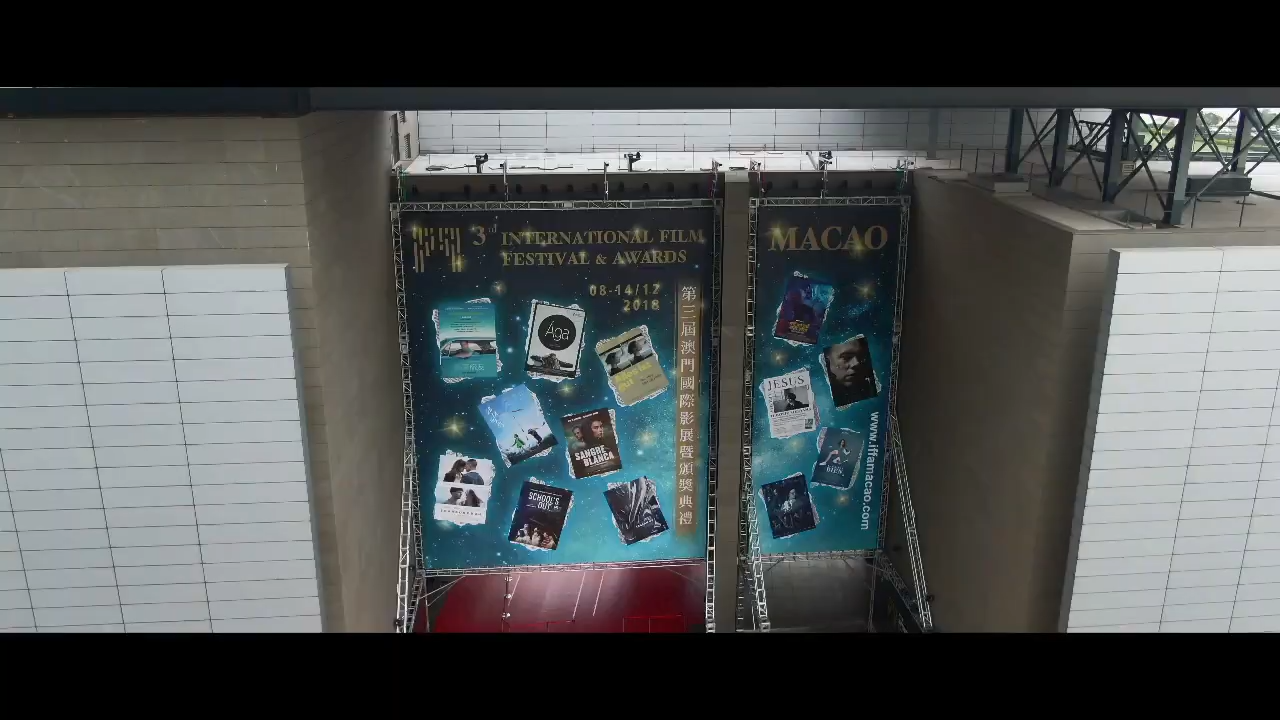 3rd INTERNATIONAL FILM
FESTIVAL & AWARDS
08-14/12
2018
第三屆澳門國際影展暨頒獎典禮
Aga
SANGRE
BLANCA
SCHOOL'S
OUT
MACAO
JESUS
BIEN
www.iffamacao.com